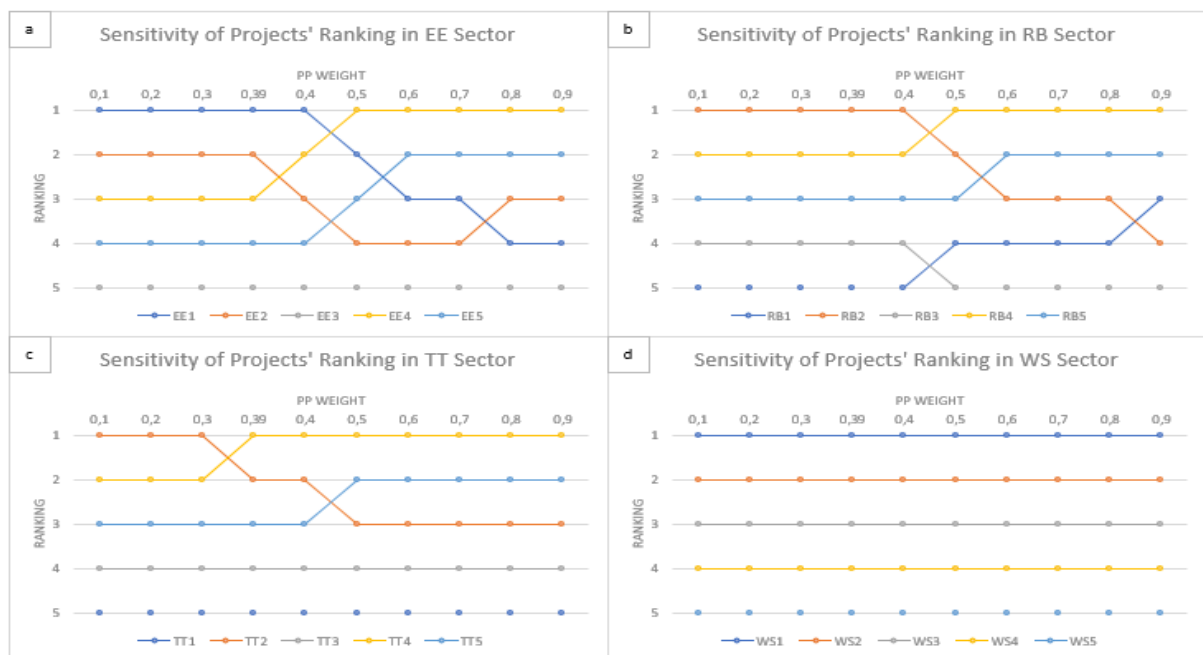 a
Sensitivity of Projects' Ranking in EE Sector
PP WEIGHT
0,1 0,2 0,3 0,39 0,4 0,5 0,6 0,7 0,8 0,9
1
2
3
4
5
RANKING
EE1 EE2 EE3 EE4 EE5
b
Sensitivity of Projects' Ranking in RB Sector
PP WEIGHT
0,1 0,2 0,3 0,39 0,4 0,5 0,6 0,7 0,8 0,9
1
2
3
4
5
RANKING
RB1 RB2 RB3 RB4 RB5
c
Sensitivity of Projects' Ranking in TT Sector
PP WEIGHT
0,1 0,2 0,3 0,39 0,4 0,5 0,6 0,7 0,8 0,9
1
2
3
4
5
RANKING
TT1 TT2 TT3 TT4 TT5
d
Sensitivity of Projects' Ranking in WS Sector
PP WEIGHT
0,1 0,2 0,3 0,39 0,4 0,5 0,6 0,7 0,8 0,9
1
2
3
4
5
RANKING
WS1 WS2 WS3 WS4 WS5